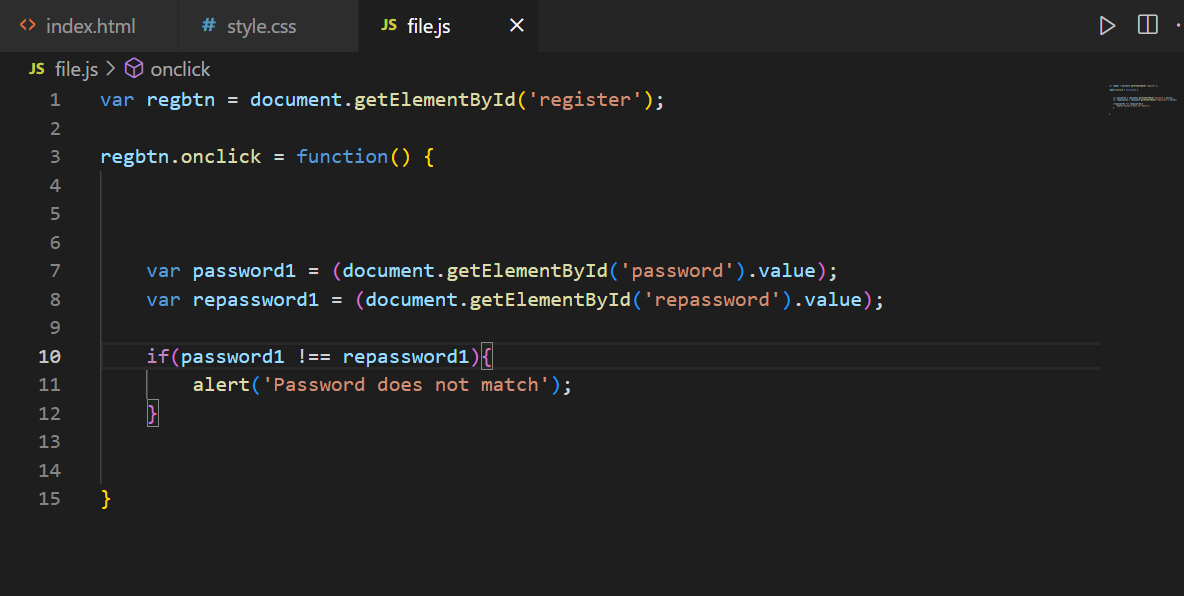 <> index.html # style.css JS file.js ×
JS file.js > onclick
1 var regbtn = document.getElementById('register');
2
3 regbtn.onclick = function() {
4
5
6
7 var password1 = (document.getElementById('password').value);
8 var repassword1 = (document.getElementById('repassword').value);
9
10 if(password1 !== repassword1){
11 alert('Password does not match');
12 }
13
14
15 }